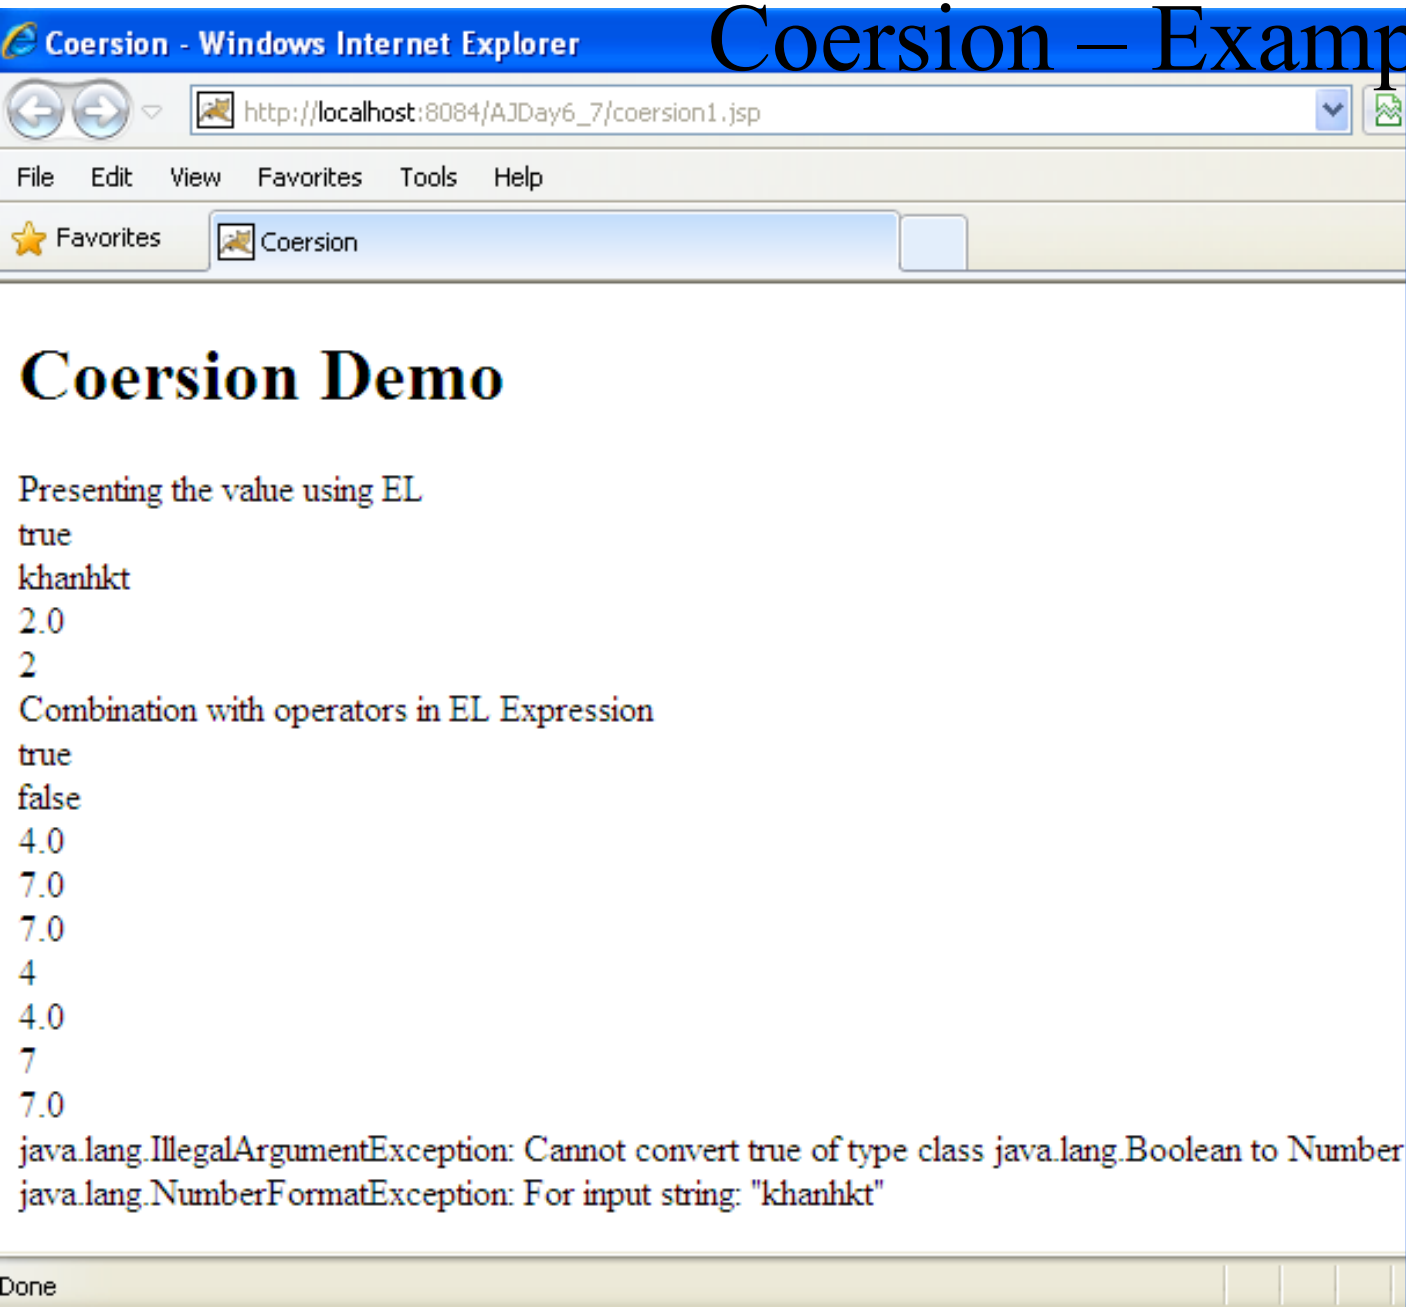 Coersion – Examp
Coersion - Windows Internet Explorer
http://localhost:8084/AJDay6_7/coersion1.jsp
File Edit View Favorites Tools Help
Favorites Coersion
Coersion Demo
Presenting the value using EL
true
khanhkt
2.0
2
Combination with operators in EL Expression
true
false
4.0
7.0
7.0
4
4.0
7
7.0
java.lang.IllegalArgumentException: Cannot convert true of type class java.lang.Boolean to Number
java.lang.NumberFormatException: For input string: "khanhkt"
Done